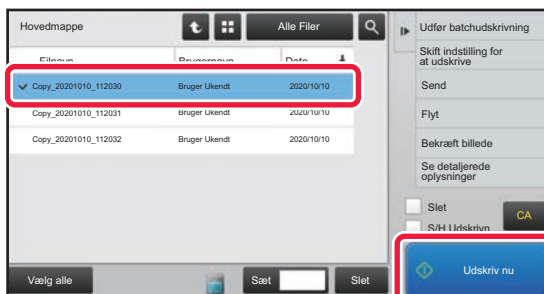 Hovedmappe
Alle Filer
Filnavn Brugernavn Dato
Copy_20201010_112030 Bruger Ukendt 2020/10/10
Copy_20201010_112031 Bruger Ukendt 2020/10/10
Copy_20201010_112032 Bruger Ukendt 2020/10/10
Vælg alle
Sæt
Slet
Udfør batchudskrivning
Skift indstilling for
at udskrive
Send
Flyt
Bekræft billede
Se detaljerede
oplysninger
Slet
CA
S/H Udskrivn
Udskriv nu